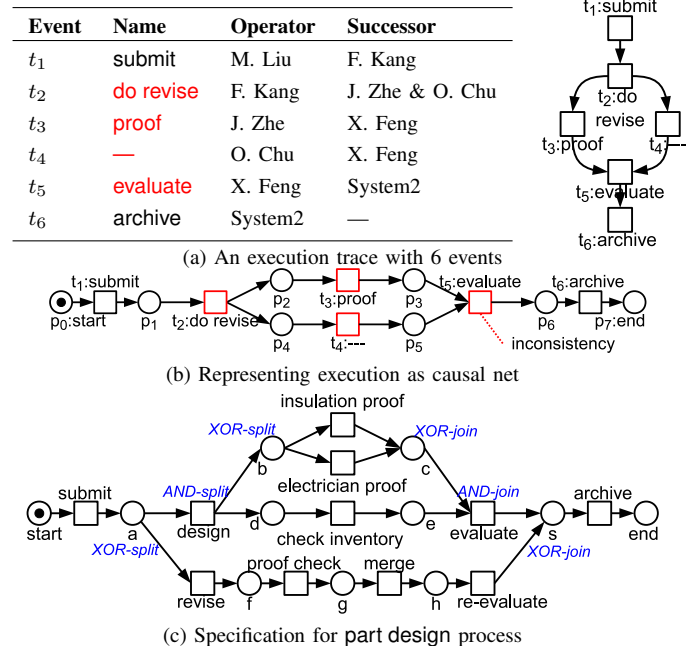 Event Name Operator Successor
t1 submit M. Liu F. Kang
t2 do revise F. Kang J. Zhe & O. Chu
t3 proof J. Zhe X. Feng
t4 — O. Chu X. Feng
t5 evaluate X. Feng System2
t6 archive System2 —
t1:submit
t2:do
revise
t3:proof
t4:---
t5:evaluate
t6:archive
(a) An execution trace with 6 events
t1:submit
p2
t3:proof
p3
t5:evaluate
t6:archive
p0:start
p1
t2:do revise
p4
t4:---
p5
p6
p7:end
inconsistency
(b) Representing execution as causal net
insulation proof
XOR-split
XOR-join
b
c
electrician proof
submit
AND-split
AND-join
archive
start
a
design
d
check inventory
e
evaluate
s
end
XOR-split
XOR-join
proof check
merge
revise
f
g
h
re-evaluate
(c) Specification for part design process